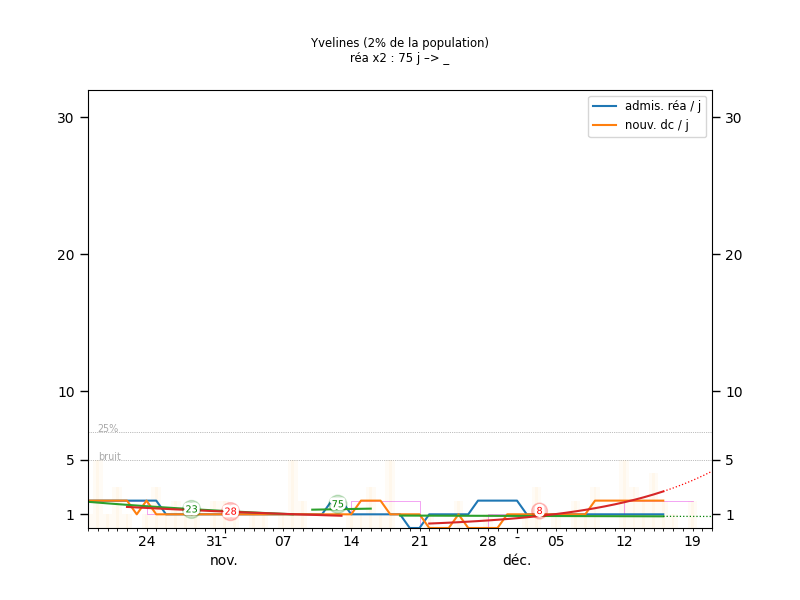 Yvelines (2% de la population)
réa x2 : 75 j –> _
admis. réa / j
nouv. dc / j
30 30
20 20
10 10
25%
5 bruit 5
1 23 28 75 8 1
24 31 07 14 21 28 05 12 19
nov. déc.